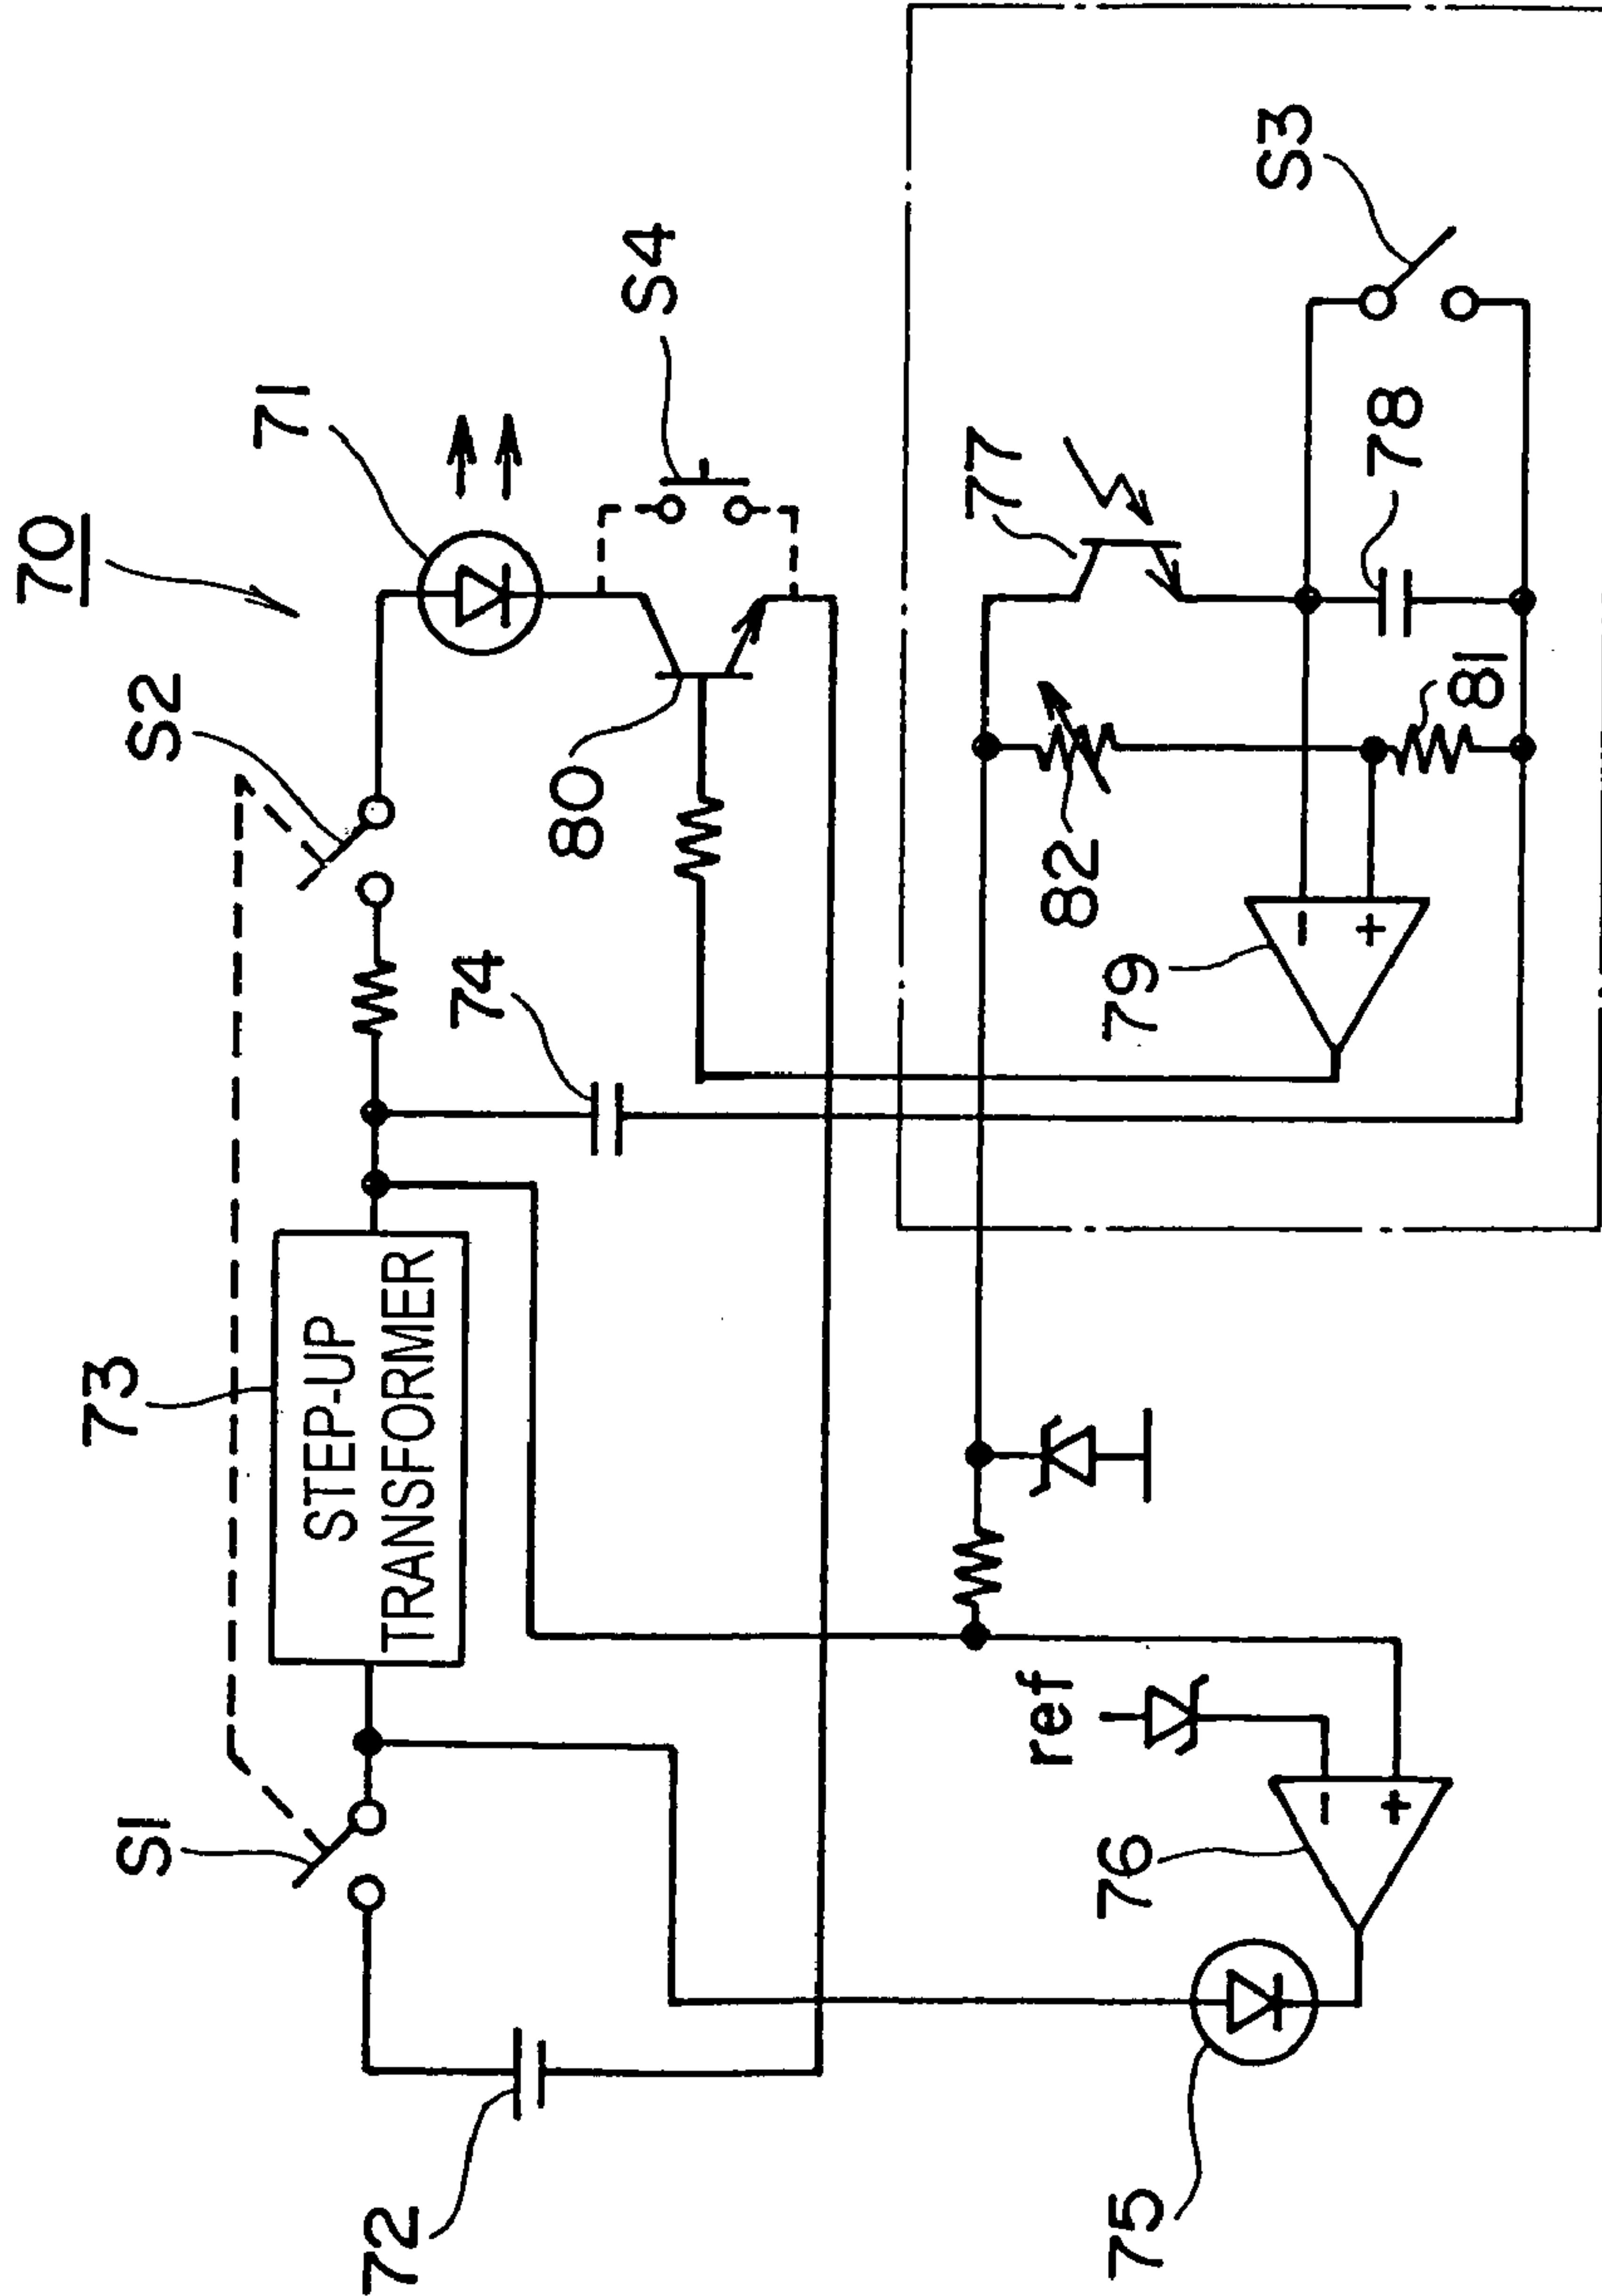 70
S2
71
S4
73
STEP-UP
TRANSFORMER
74
80
S1
72
77
S3
82
78
81
79
-
+
ref
76
-
+
75